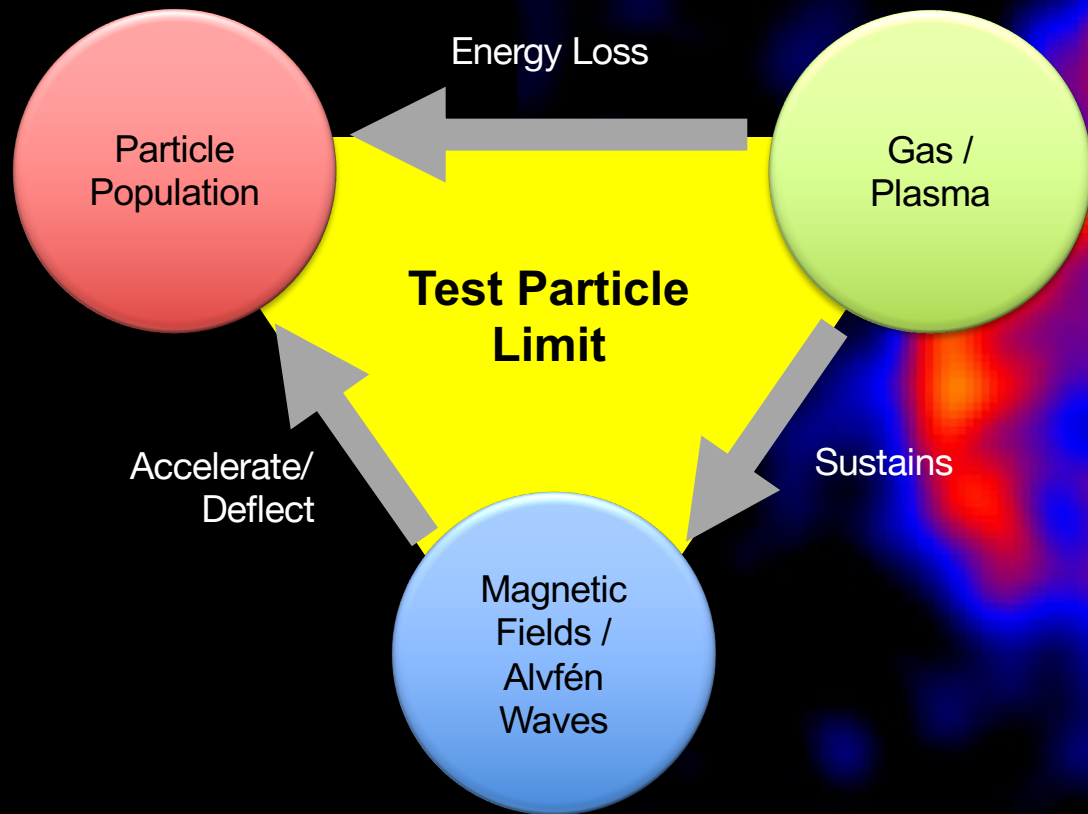 Energy Loss
Particle
Population
Gas /
Plasma
Test Particle
Limit
Accelerate/
Deflect
Sustains
Magnetic
Fields /
Alvfén
Waves